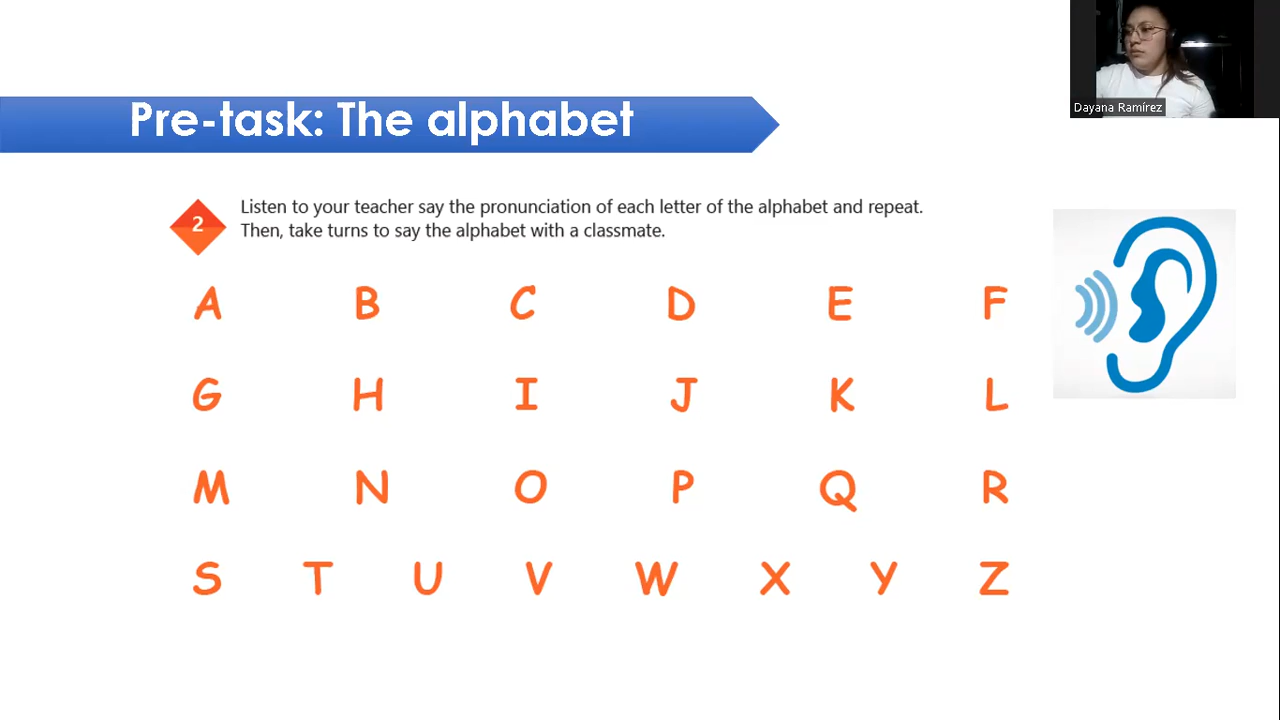 Dayana Ramírez
Pre-task: The alphabet
2
Listen to your teacher say the pronunciation of each letter of the alphabet and repeat.
Then, take turns to say the alphabet with a classmate.
A B C D E F
G H I J K L
M N O P Q R
S T U V W X Y Z